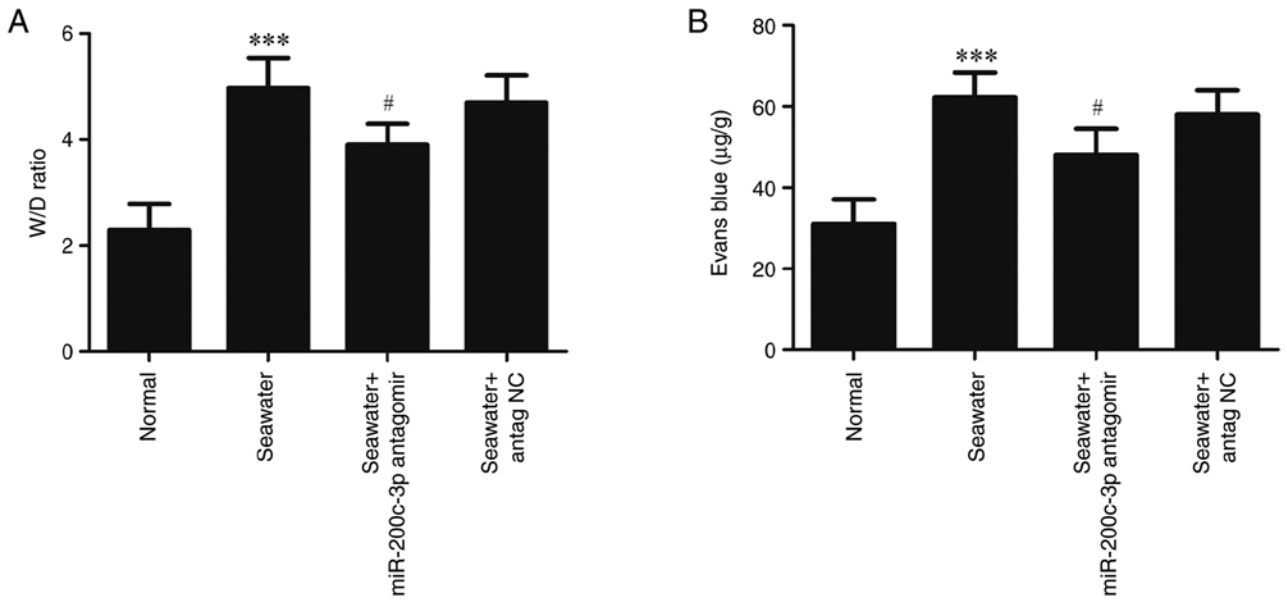 A
W/D ratio
6
4
2
0
***
#
Normal
Seawater
Seawater+
miR-200c-3p antagomir
Seawater+
antag NC
B
Evans blue (μg/g)
80
60
40
20
0
***
#
Normal
Seawater
Seawater+
miR-200c-3p antagomir
Seawater+
antag NC